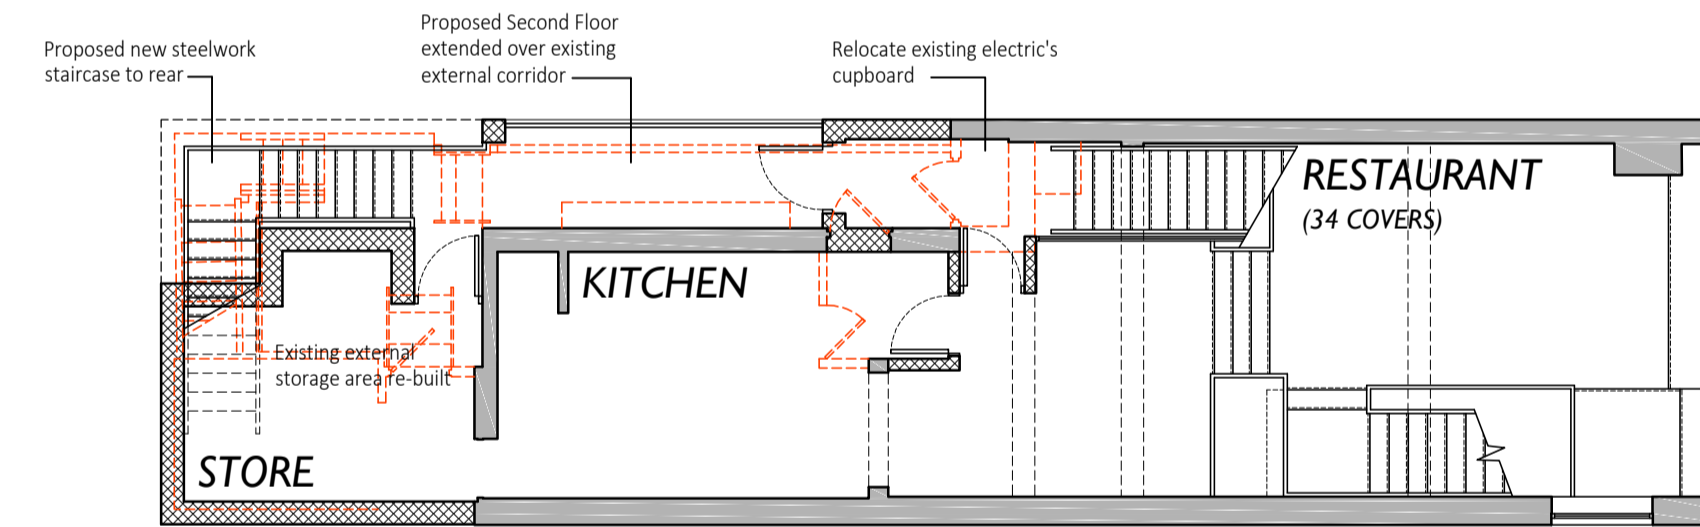 Proposed new steelwork
staircase to rear
Proposed Second Floor
extended over existing
external corridor
Relocate existing electric's
cupboard
RESTAURANT
(34 COVERS)
KITCHEN
Existing external
storage area re-built
STORE